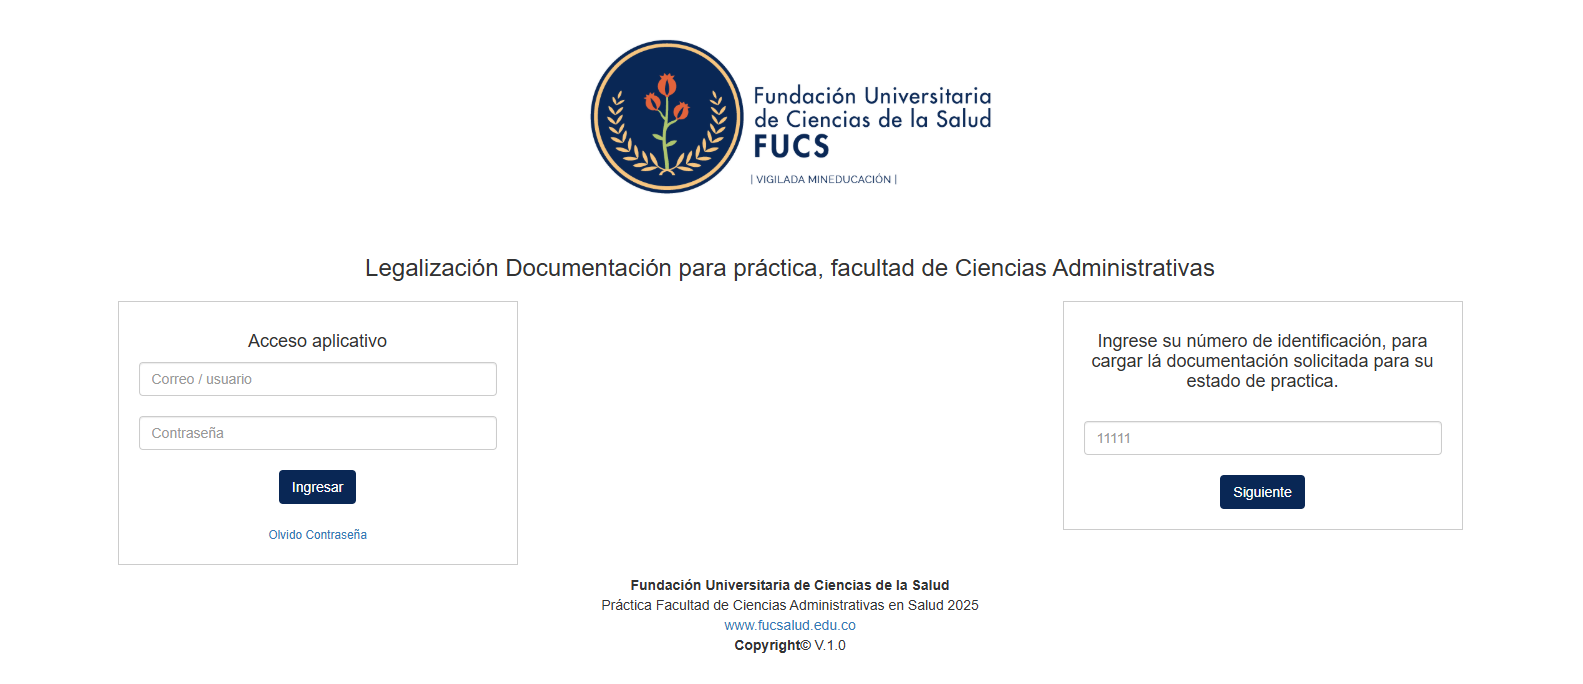 Fundación Universitaria
de Ciencias de la Salud
FUCS
| VIGILADA MINEDUCACIÓN |
Legalización Documentación para práctica, facultad de Ciencias Administrativas
Acceso aplicativo
Correo / usuario
Contraseña
Ingresar
Olvido Contraseña
Ingrese su número de identificación, para
cargar lá documentación solicitada para su
estado de practica.
11111
Siguiente
Fundación Universitaria de Ciencias de la Salud
Práctica Facultad de Ciencias Administrativas en Salud 2025
www.fucsalud.edu.co
Copyright© V.1.0